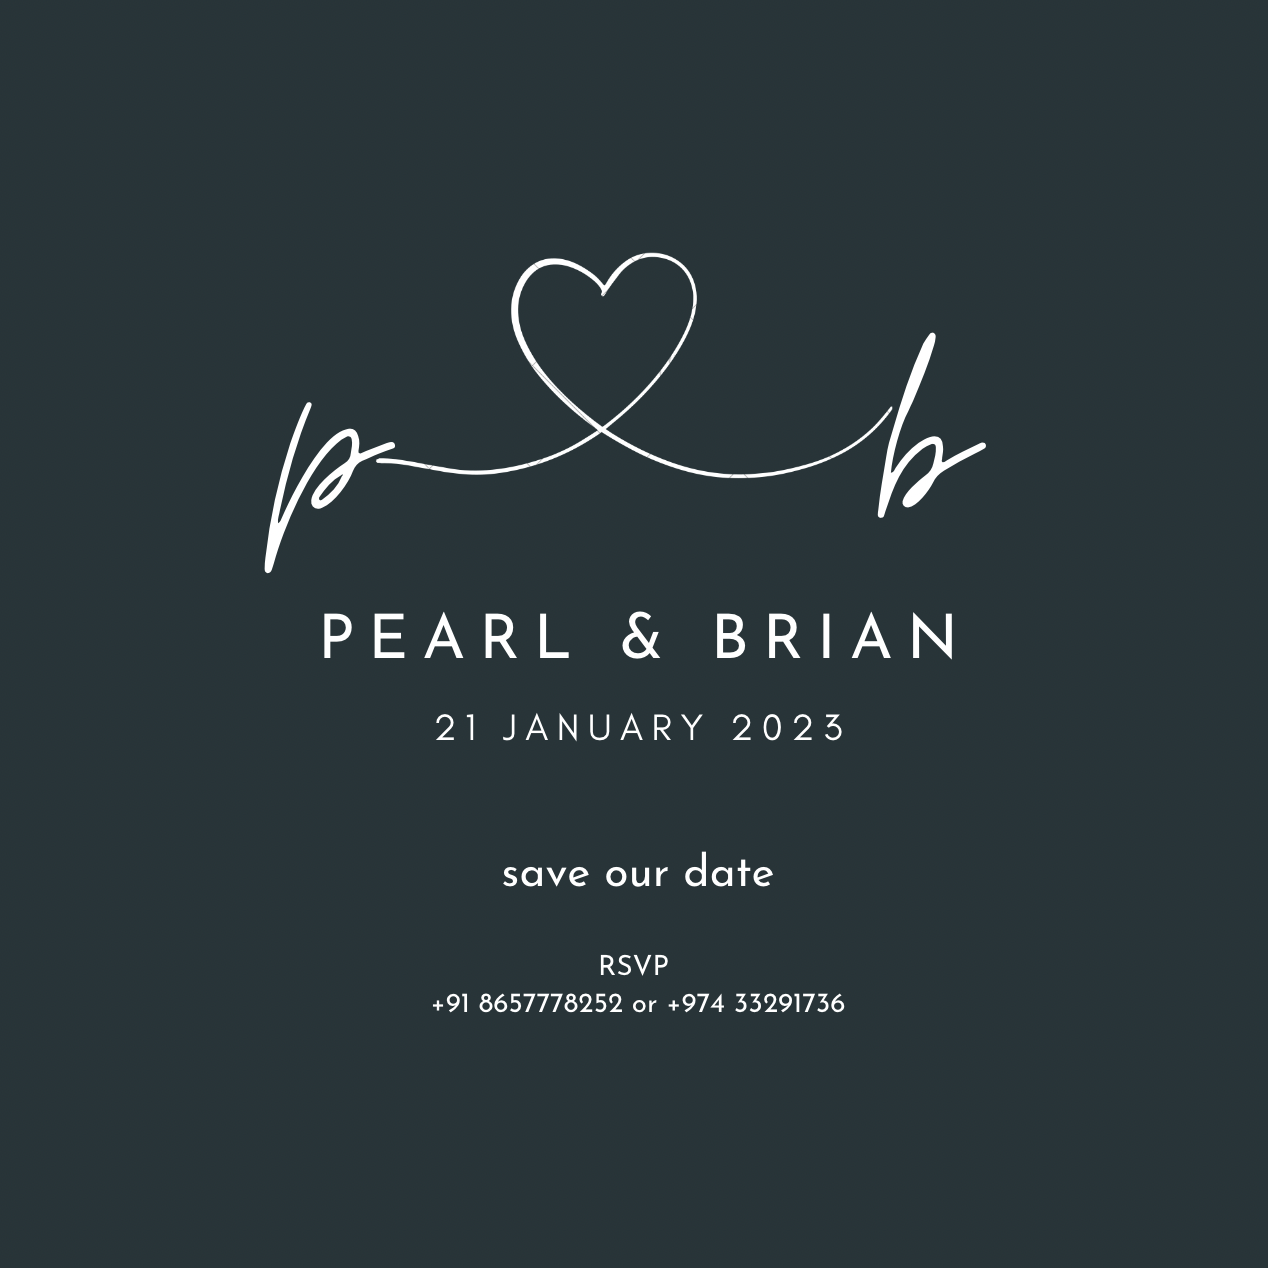 p b
PEARL & BRIAN
21 JANUARY 2023
save our date
RSVP
+91 8657778252 or +974 33291736